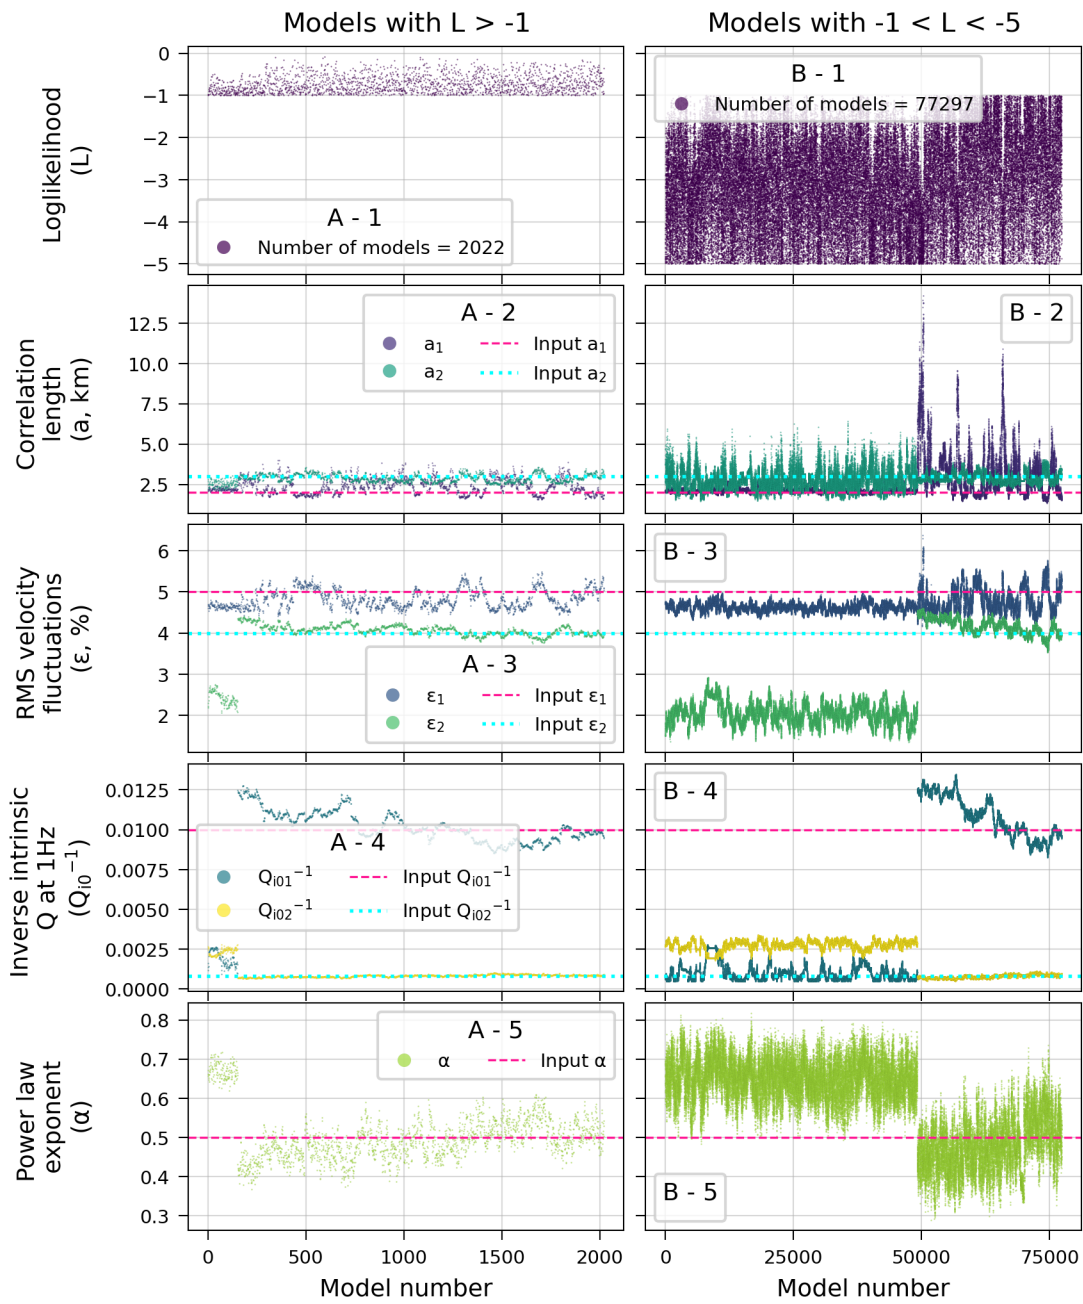 Models with L > -1
Models with -1 < L < -5
Loglikelihood
(L)
0
−1
−2
−3
−4
−5
A - 1
Number of models = 2022
B - 1
Number of models = 77297
Correlation
length
(a, km)
12.5
10.0
7.5
5.0
2.5
A - 2
a₁
Input a₁
a₂
Input a₂
B - 2
RMS velocity
fluctuations
(ε, %)
6
5
4
3
2
A - 3
ε₁
Input ε₁
ε₂
Input ε₂
B - 3
Inverse intrinsic
Q at 1Hz
(Qᵢ₀⁻¹)
0.0125
0.0100
0.0075
0.0050
0.0025
0.0000
A - 4
Qᵢ₀₁⁻¹
Input Qᵢ₀₁⁻¹
Qᵢ₀₂⁻¹
Input Qᵢ₀₂⁻¹
B - 4
Power law
exponent
(α)
0.8
0.7
0.6
0.5
0.4
0.3
A - 5
α
Input α
B - 5
0 500 1000 1500 2000
0 25000 50000 75000
Model number
Model number